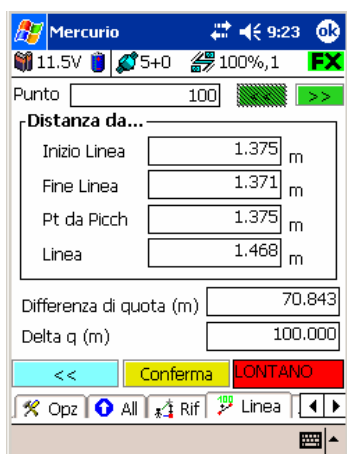 Mercurio 9:23 ok
11.5V 5+0 100%,1 FX
Punto 100 << >>
Distanza da...
Inizio Linea 1.375 m
Fine Linea 1.371 m
Pt da Picch 1.375 m
Linea 1.468 m
Differenza di quota (m) 70.843
Delta q (m) 100.000
<< Conferma LONTANO
Opz All Rif 100 Linea